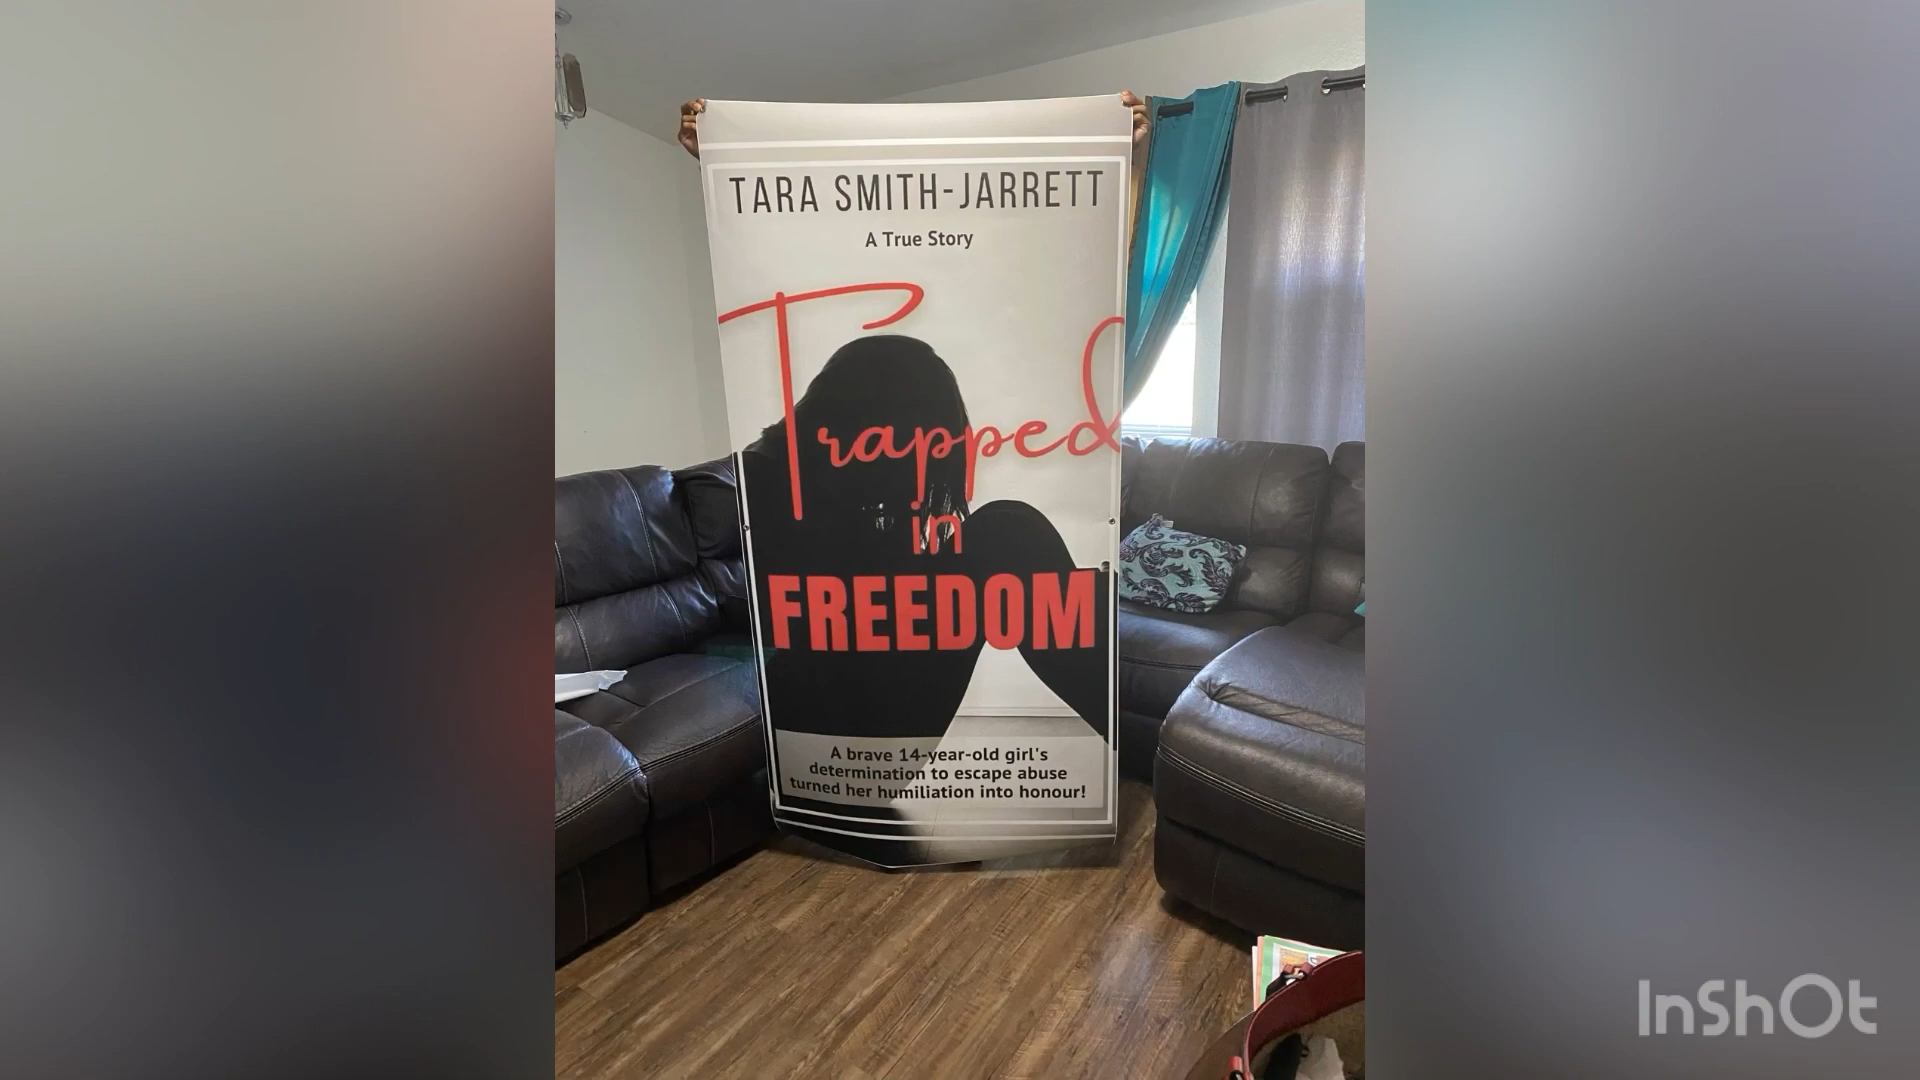 TARA SMITH-JARRETT
A True Story
Trapped
in
FREEDOM
A brave 14-year-old girl's
determination to escape abuse
turned her humiliation into honour!
InShOt